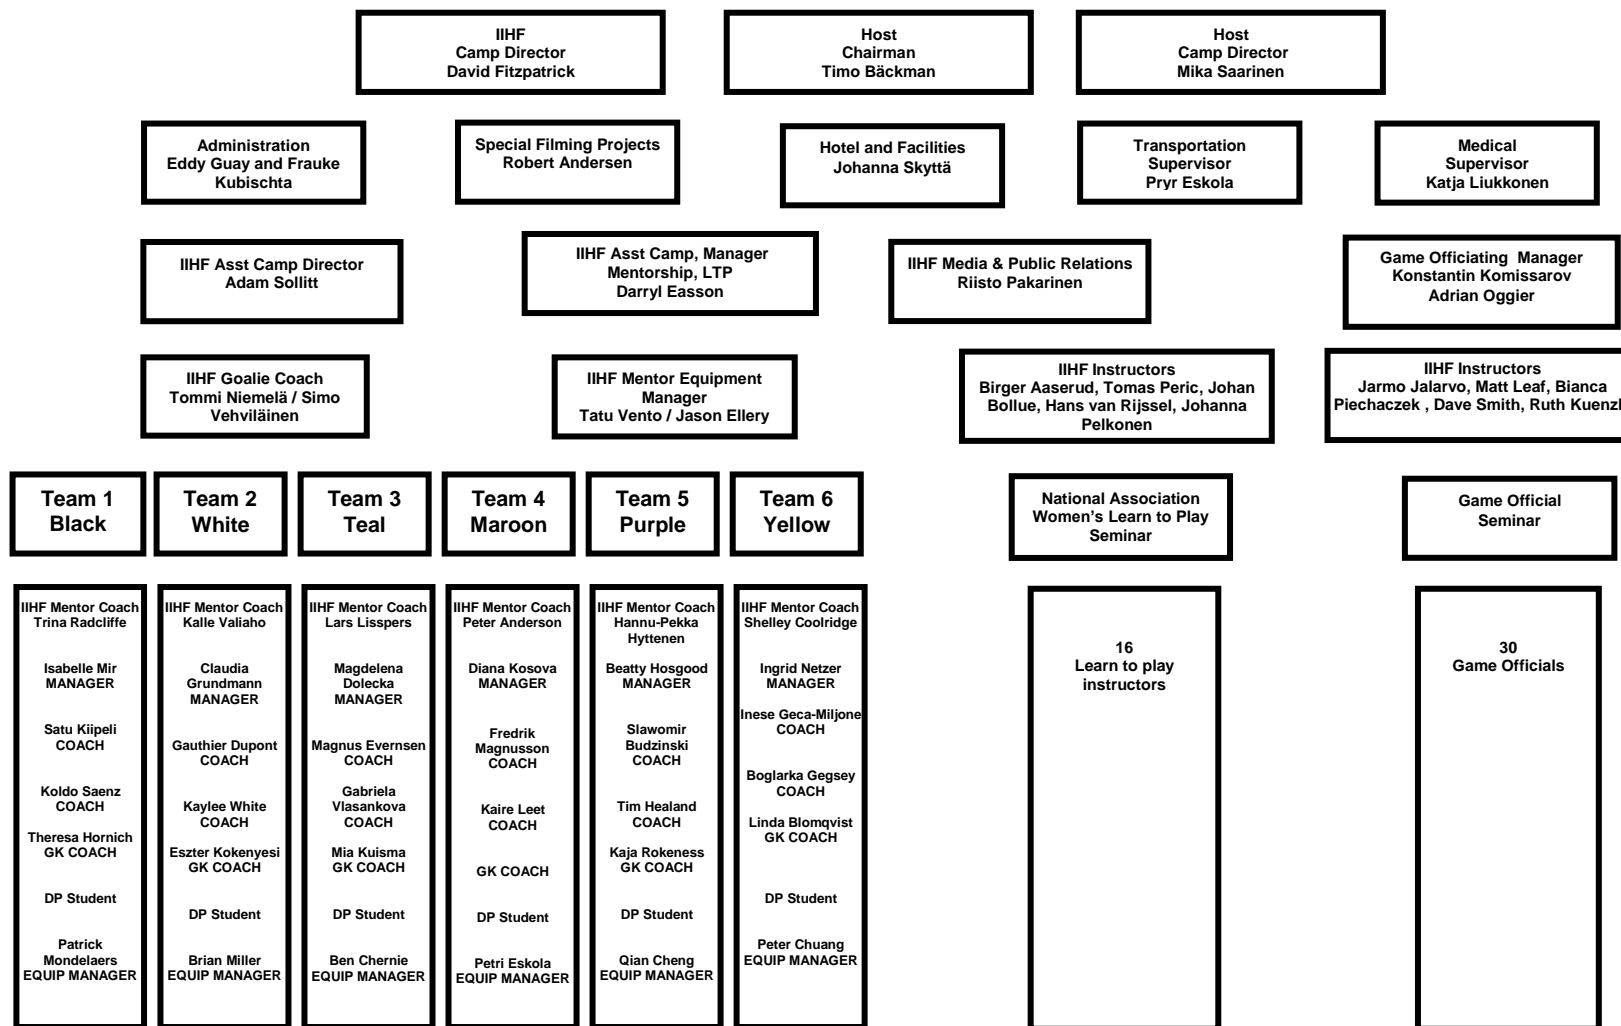 IIHF
Camp Director
David Fitzpatrick
Host
Chairman
Timo Bäckman
Host
Camp Director
Mika Saarinen
Administration
Eddy Guay and Frauke
Kubischta
Special Filming Projects
Robert Andersen
Hotel and Facilities
Johanna Skyttä
Transportation
Supervisor
Pryr Eskola
Medical
Supervisor
Katja Liukkonen
IIHF Asst Camp Director
Adam Sollitt
IIHF Asst Camp, Manager
Mentorship, LTP
Darryl Easson
IIHF Media & Public Relations
Riisto Pakarinen
Game Officiating Manager
Konstantin Komissarov
Adrian Oggier
IIHF Goalie Coach
Tommi Niemelä / Simo
Vehviläinen
IIHF Mentor Equipment
Manager
Tatu Vento / Jason Ellery
IIHF Instructors
Birger Aaserud, Tomas Peric, Johan
Bollue, Hans van Rijssel, Johanna
Pelkonen
IIHF Instructors
Jarmo Jalarvo, Matt Leaf, Bianca
Piechaczek , Dave Smith, Ruth
Team 1
Black
Team 2
White
Team 3
Teal
Team 4
Maroon
Team 5
Purple
Team 6
Yellow
National Association
Women's Learn to Play
Seminar
Game Official
Seminar
IIHF Mentor Coach
Trina Radcliffe
Isabelle Mir
MANAGER
Satu Kiipeli
COACH
Koldo Saenz
COACH
Theresa Hornich
GK COACH
DP Student
Patrick
Mondelaers
EQUIP MANAGER
IIHF Mentor Coach
Kalle Valiaho
Claudia
Grundmann
MANAGER
Gauthier Dupont
COACH
Kaylee White
COACH
Eszter Kokenyesi
GK COACH
DP Student
Brian Miller
EQUIP MANAGER
IIHF Mentor Coach
Lars Lisspers
Magdelena
Dolecka
MANAGER
Magnus Evernsen
COACH
Gabriela
Vlasankova
COACH
Mia Kuisma
GK COACH
DP Student
Ben Chernie
EQUIP MANAGER
IIHF Mentor Coach
Peter Anderson
Diana Kosova
MANAGER
Fredrik
Magnusson
COACH
Kaire Leet
COACH
GK COACH
DP Student
Petri Eskola
EQUIP MANAGER
IIHF Mentor Coach
Hannu-Pekka
Hyttenen
Beatty Hosgood
MANAGER
Slawomir
Budzinski
COACH
Tim Healand
COACH
Kaja Rokeness
GK COACH
DP Student
Qian Cheng
EQUIP MANAGER
IIHF Mentor Coach
Shelley Coolridge
Ingrid Netzer
MANAGER
Inese Geca-Miljone
COACH
Boglarka Gegsey
COACH
Linda Blomqvist
GK COACH
DP Student
Peter Chuang
EQUIP MANAGER
16
Learn to play
instructors
30
Game Officials